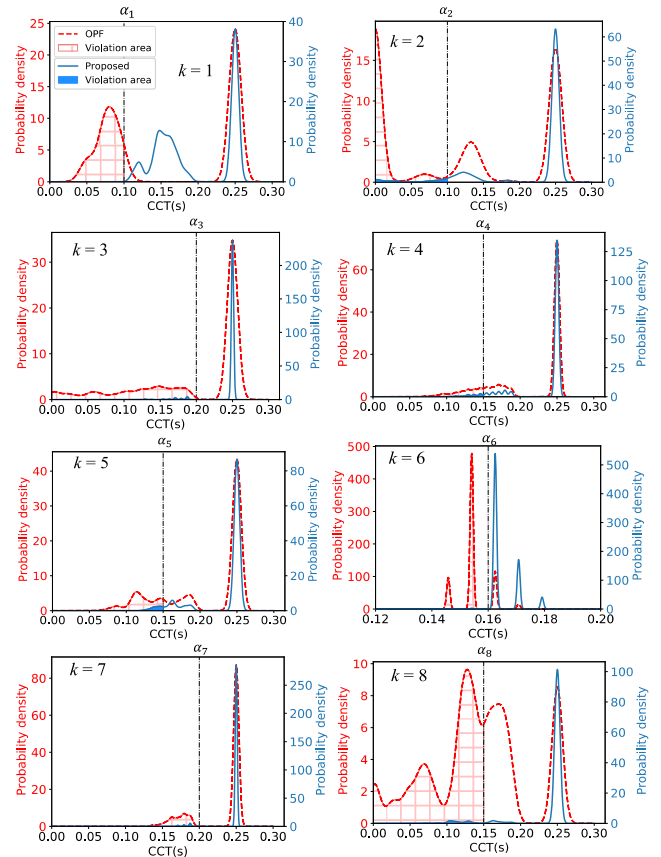 α1
α2
OPF
Violation area
Proposed
Violation area
k = 1
k = 2
Probability density
0
5
10
15
20
25
0
10
20
30
40
Probability density
0.00 0.05 0.10 0.15 0.20 0.25 0.30
CCT(s)
Probability density
0
5
10
15
0
10
20
30
40
50
60
Probability density
0.00 0.05 0.10 0.15 0.20 0.25 0.30
CCT(s)
α3
α4
k = 3
k = 4
Probability density
0
10
20
30
0
50
100
150
200
Probability density
0.00 0.05 0.10 0.15 0.20 0.25 0.30
CCT(s)
Probability density
0
20
40
60
0
25
50
75
100
125
Probability density
0.00 0.05 0.10 0.15 0.20 0.25 0.30
CCT(s)
α5
α6
k = 5
k = 6
Probability density
0
10
20
30
40
0
20
40
60
80
Probability density
0.00 0.05 0.10 0.15 0.20 0.25 0.30
CCT(s)
Probability density
0
100
200
300
400
500
0
100
200
300
400
500
Probability density
0.12 0.14 0.16 0.18 0.20
CCT(s)
α7
α8
k = 7
k = 8
Probability density
0
20
40
60
80
0
50
100
150
200
250
Probability density
0.00 0.05 0.10 0.15 0.20 0.25 0.30
CCT(s)
Probability density
0
2
4
6
8
10
0
20
40
60
80
100
Probability density
0.00 0.05 0.10 0.15 0.20 0.25 0.30
CCT(s)